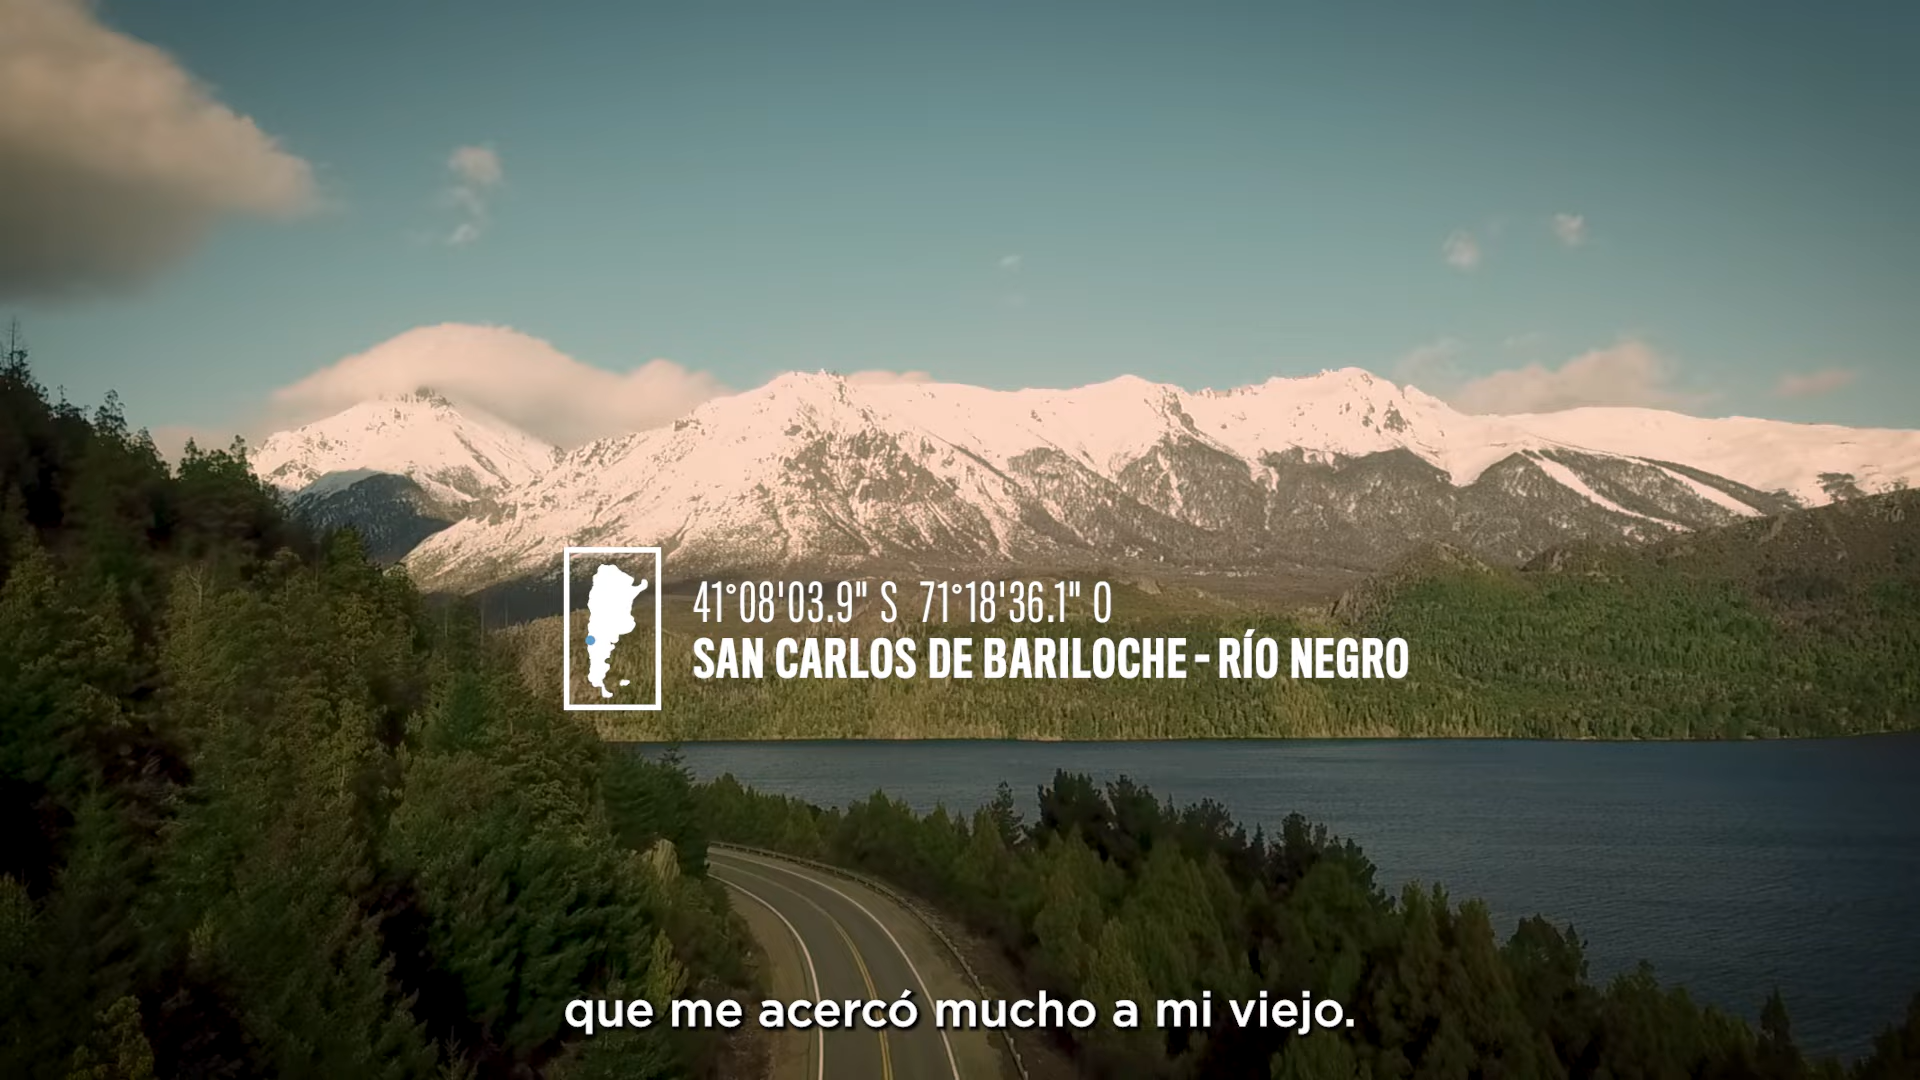 41°08'03.9" S 71°18'36.1" O
SAN CARLOS DE BARILOCHE - RÍO NEGRO
que me acercó mucho a mi viejo.